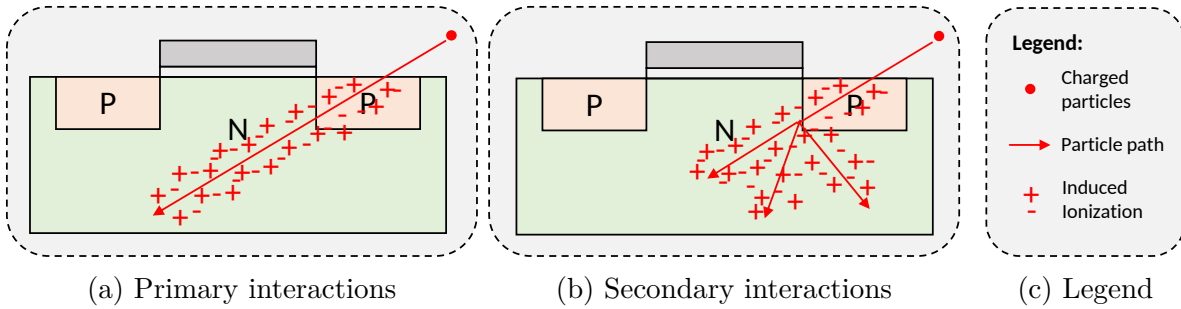 P
P
N
P
P
N
Legend:
Charged
particles
Particle path
+ Induced
- Ionization
(a) Primary interactions
(b) Secondary interactions
(c) Legend